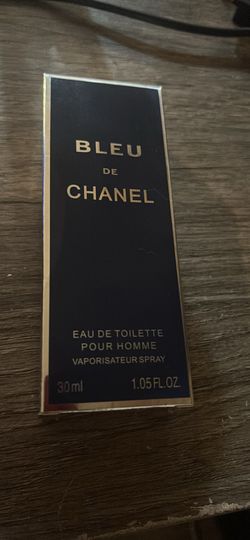 BLEU
DE
CHANEL
EAU DE TOILETTE
POUR HOMME
VAPORISATEUR SPRAY
30ml 1.05 FL.OZ.